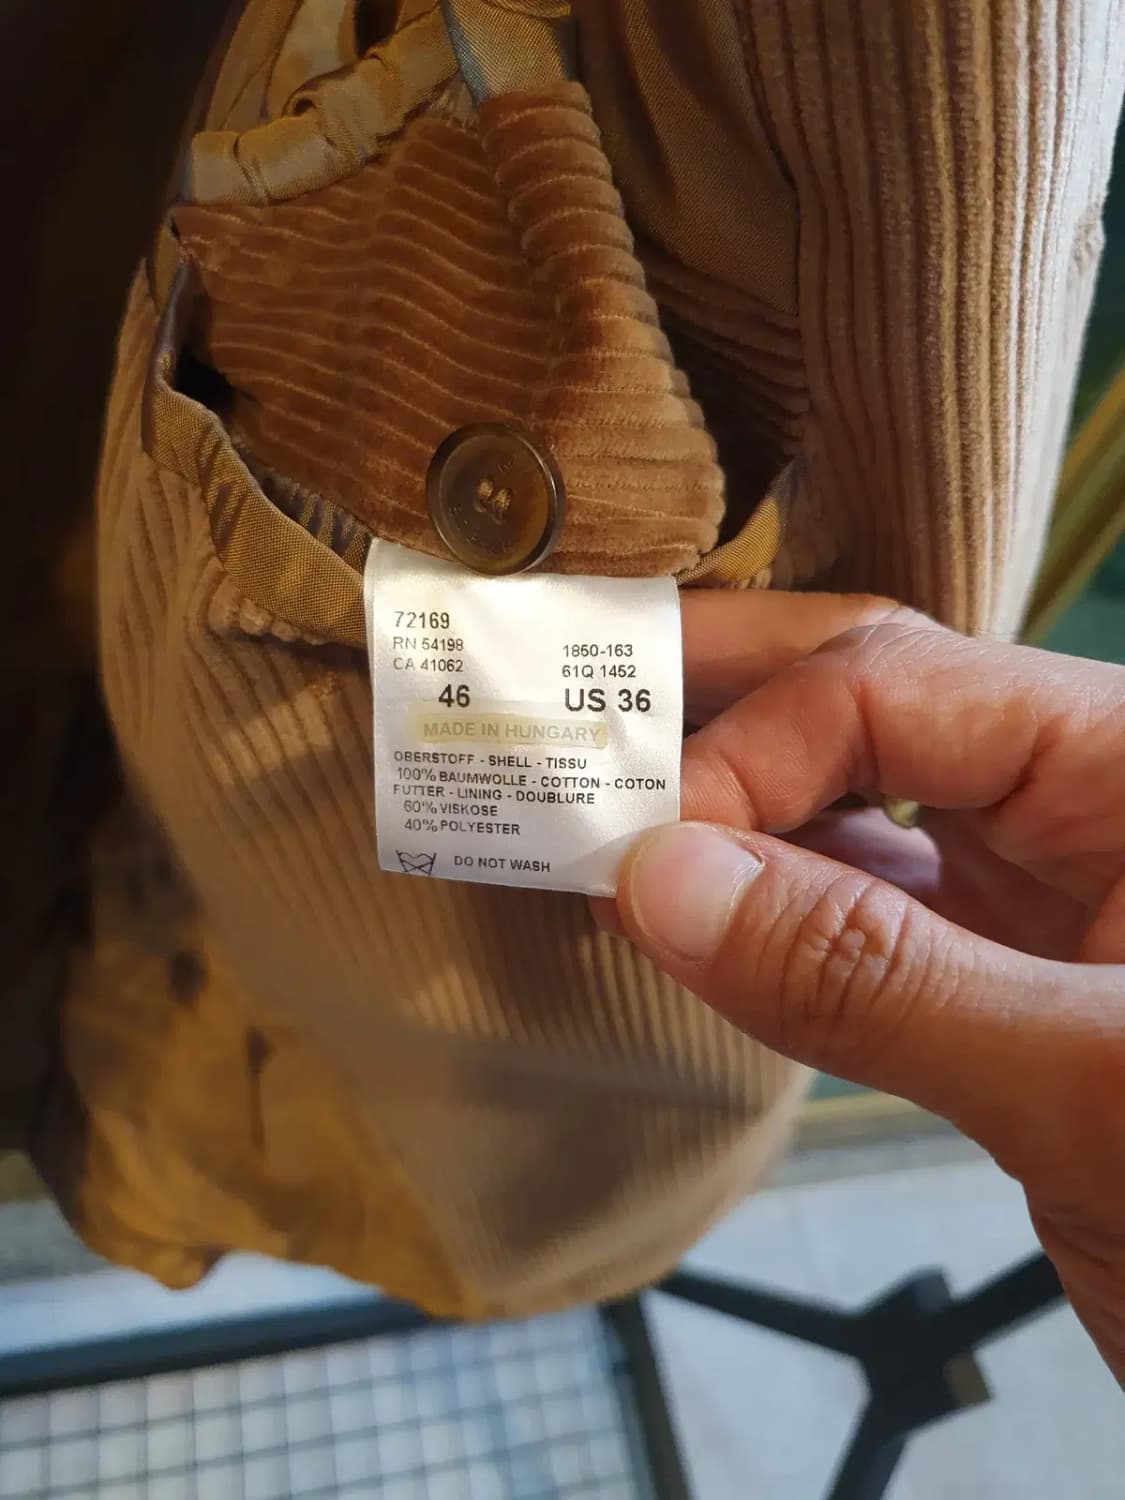 72169
RN 54198
CA 41062
1850-163
61Q 1452
46 US 36
MADE IN HUNGARY
OBERSTOFF - SHELL - TISSU
100% BAUMWOLLE - COTTON - COTON
FUTTER - LINING - DOUBLURE
60% VISKOSE
40% POLYESTER
DO NOT WASH